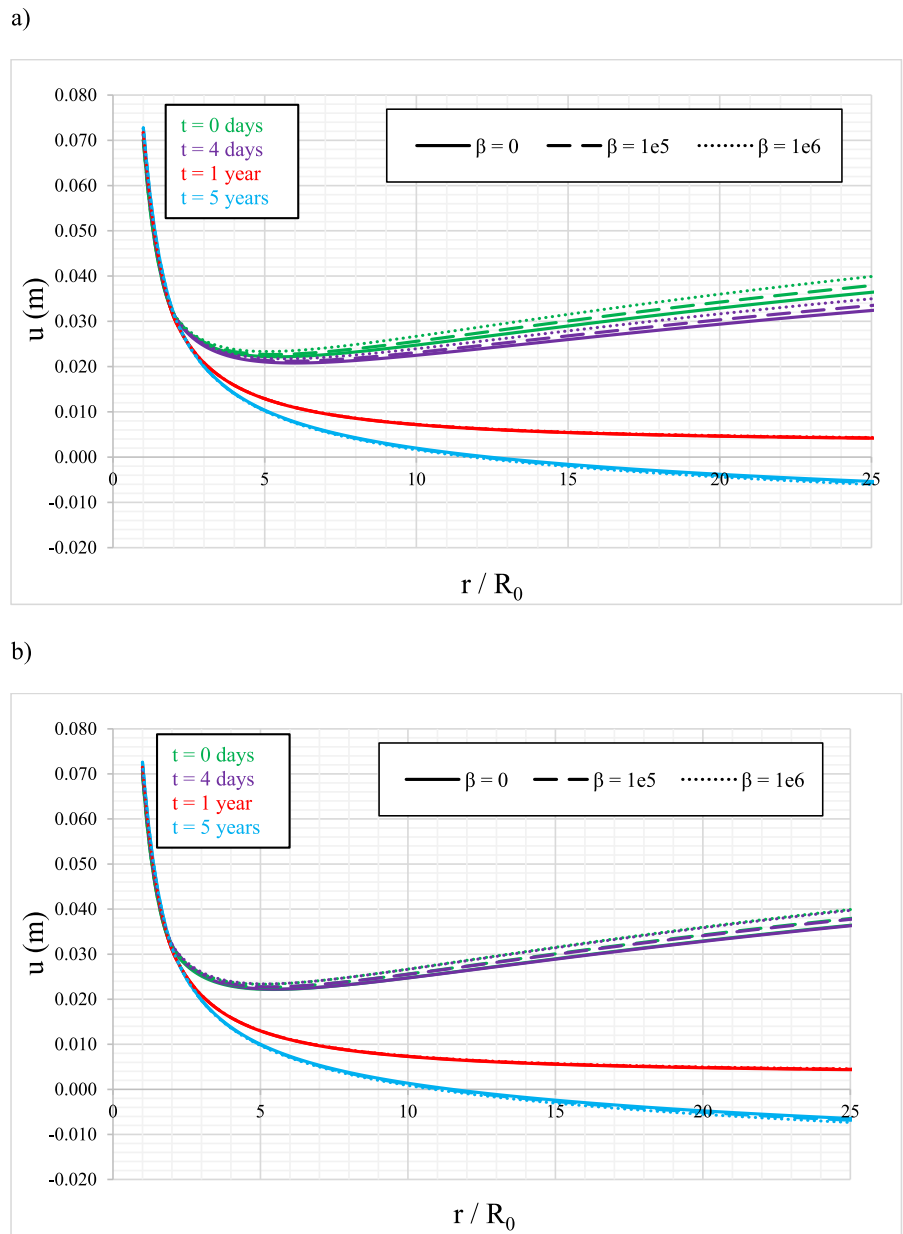 a)
0.080
0.070
0.060
0.050
0.040
0.030
0.020
0.010
0.000
-0.010
-0.020
u (m)
t = 0 days
t = 4 days
t = 1 year
t = 5 years
β = 0 β = 1e5 β = 1e6
0 5 10 15 20 25
r / R0
b)
0.080
0.070
0.060
0.050
0.040
0.030
0.020
0.010
0.000
-0.010
-0.020
u (m)
t = 0 days
t = 4 days
t = 1 year
t = 5 years
β = 0 β = 1e5 β = 1e6
0 5 10 15 20 25
r / R0